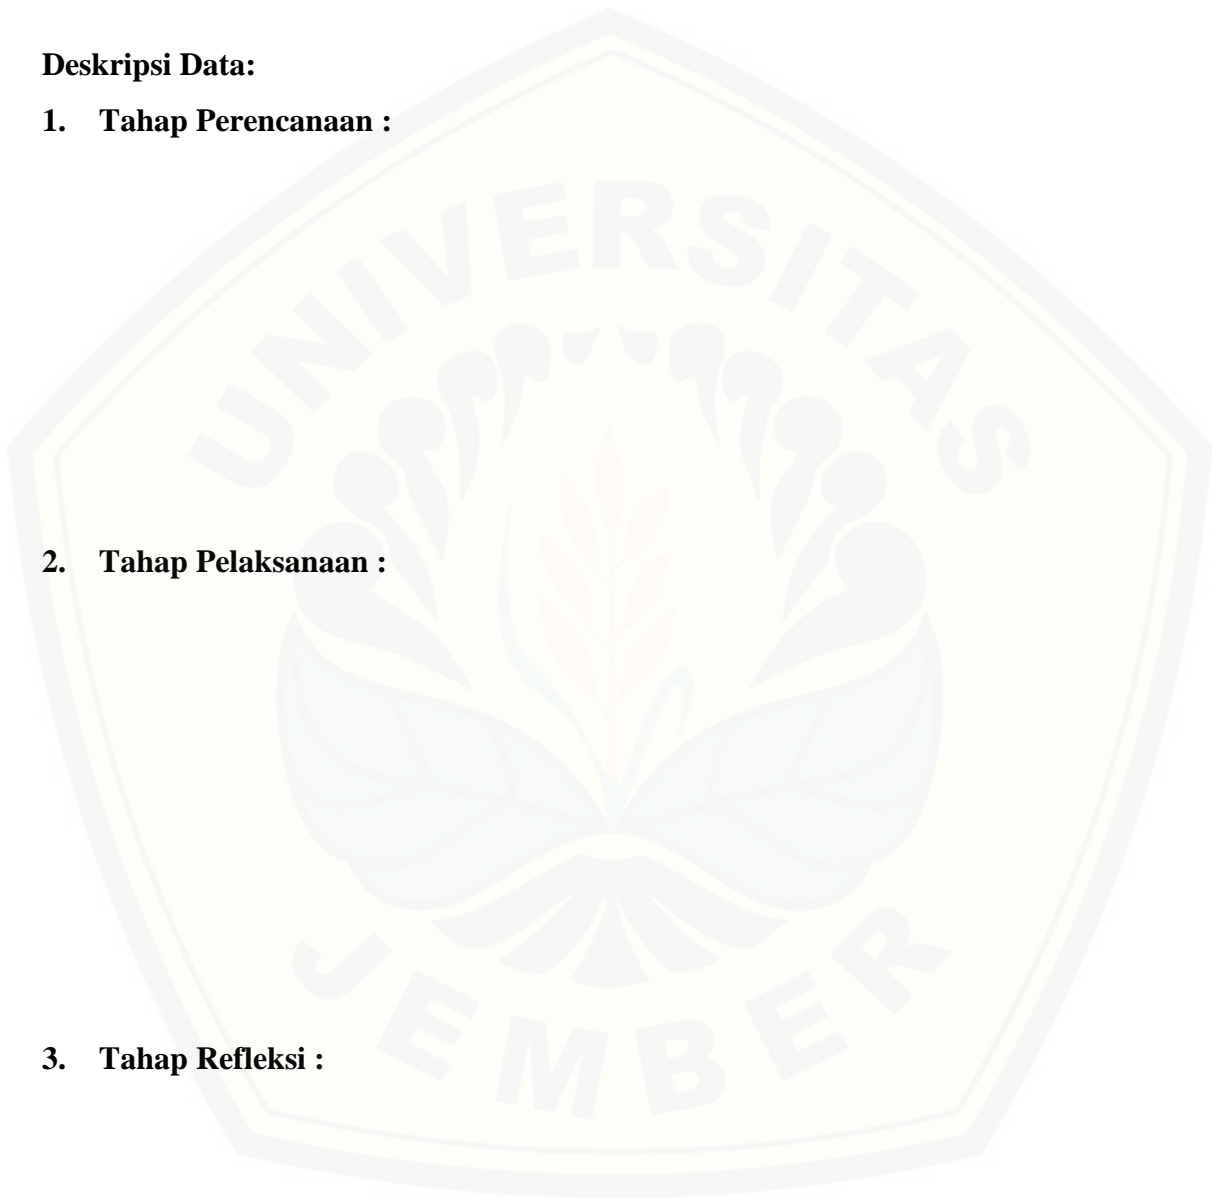 Deskripsi Data:
1. Tahap Perencanaan :
UNIVERSITAS
2. Tahap Pelaksanaan :
JEMBER
3. Tahap Refleksi :